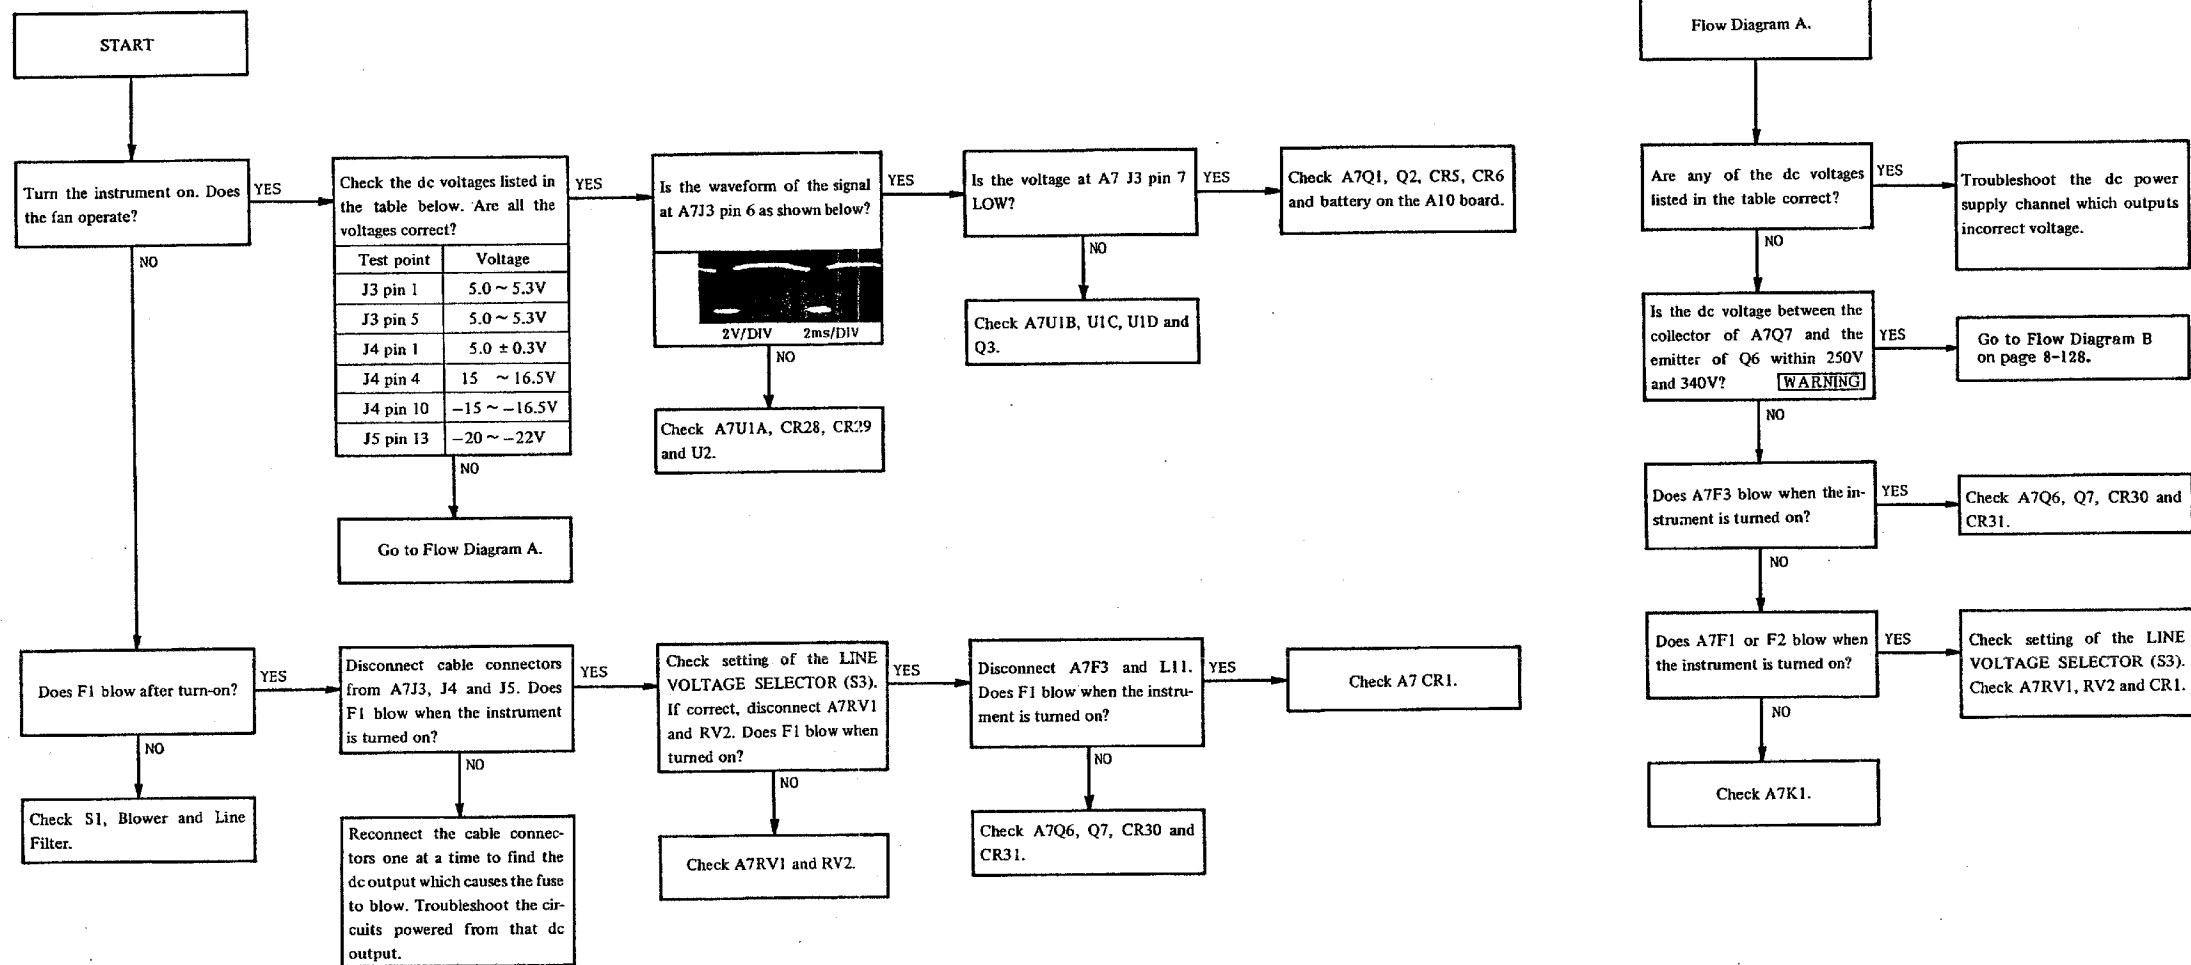 START
Turn the instrument on. Does
the fan operate?
YES
NO
Check the dc voltages listed in
the table below. Are all the
voltages correct?
Test point Voltage
J3 pin 1 5.0 ~ 5.3V
J3 pin 5 5.0 ~ 5.3V
J4 pin 1 5.0 ± 0.3V
J4 pin 4 15 ~ 16.5V
J4 pin 10 −15 ~ −16.5V
J5 pin 13 −20 ~ −22V
YES
NO
Go to Flow Diagram A.
Is the waveform of the signal
at A7J3 pin 6 as shown below?
2V/DIV 2ms/DIV
YES
NO
Check A7U1A, CR28, CR29
and U2.
Is the voltage at A7 J3 pin 7
LOW?
YES
NO
Check A7U1B, U1C, U1D and
Q3.
Check A7Q1, Q2, CR5, CR6
and battery on the A10 board.
Does F1 blow after turn-on?
YES
NO
Check S1, Blower and Line
Filter.
Disconnect cable connectors
from A7J3, J4 and J5. Does
F1 blow when the instrument
is turned on?
YES
NO
Reconnect the cable connec-
tors one at a time to find the
dc output which causes the fuse
to blow. Troubleshoot the cir-
cuits powered from that dc
output.
Check setting of the LINE
VOLTAGE SELECTOR (S3).
If correct, disconnect A7RV1
and RV2. Does F1 blow when
turned on?
YES
NO
Check A7RV1 and RV2.
Disconnect A7F3 and L11.
Does F1 blow when the instru-
ment is turned on?
YES
NO
Check A7Q6, Q7, CR30 and
CR31.
Check A7 CR1.
Flow Diagram A.
Are any of the dc voltages
listed in the table correct?
YES
NO
Troubleshoot the dc power
supply channel which outputs
incorrect voltage.
Is the dc voltage between the
collector of A7Q7 and the
emitter of Q6 within 250V
and 340V? WARNING
YES
NO
Go to Flow Diagram B
on page 8-128.
Does A7F3 blow when the in-
strument is turned on?
YES
NO
Check A7Q6, Q7, CR30 and
CR31.
Does A7F1 or F2 blow when
the instrument is turned on?
YES
NO
Check setting of the LINE
VOLTAGE SELECTOR (S3).
Check A7RV1, RV2 and CR1.
Check A7K1.